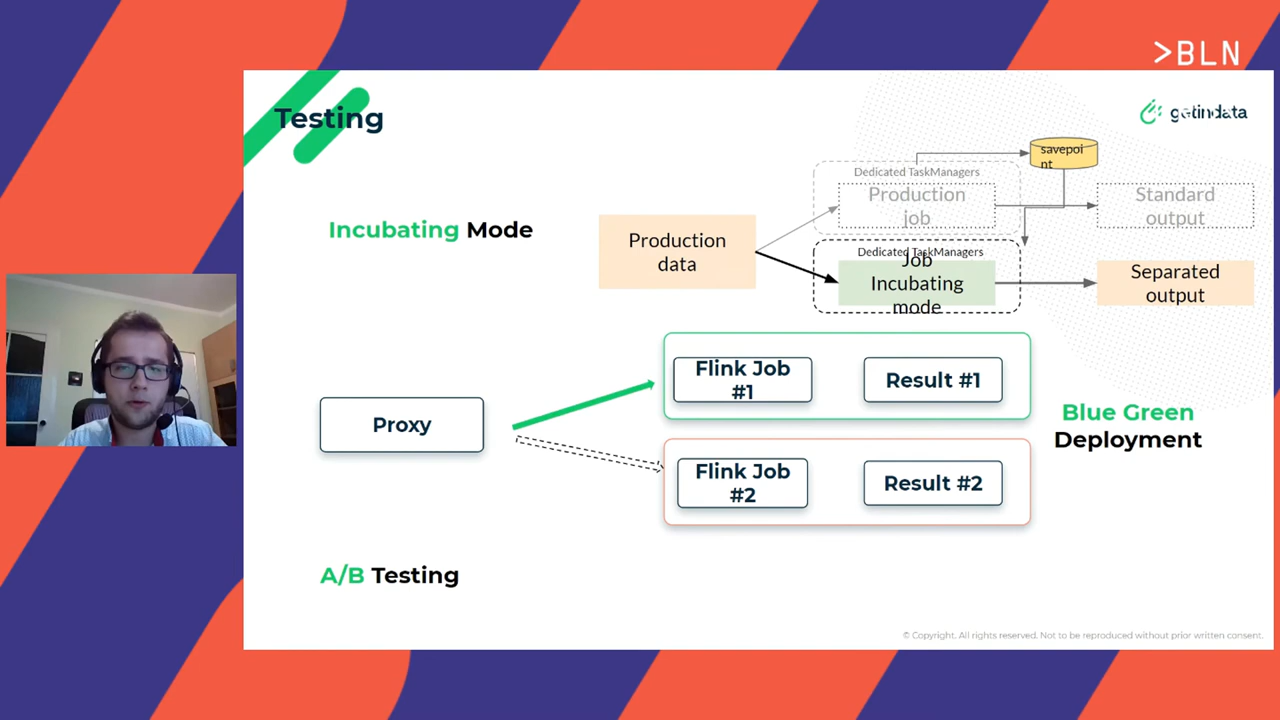 >BLN
Testing
getindata
savepoi
nt
Dedicated TaskManagers
Production
job
Standard
output
Incubating Mode
Production
data
Dedicated TaskManagers
Job
Incubating
mode
Separated
output
Flink Job
#1
Result #1
Proxy
Blue Green
Deployment
Flink Job
#2
Result #2
A/B Testing
© Copyright. All rights reserved. Not to be reproduced without prior written consent.